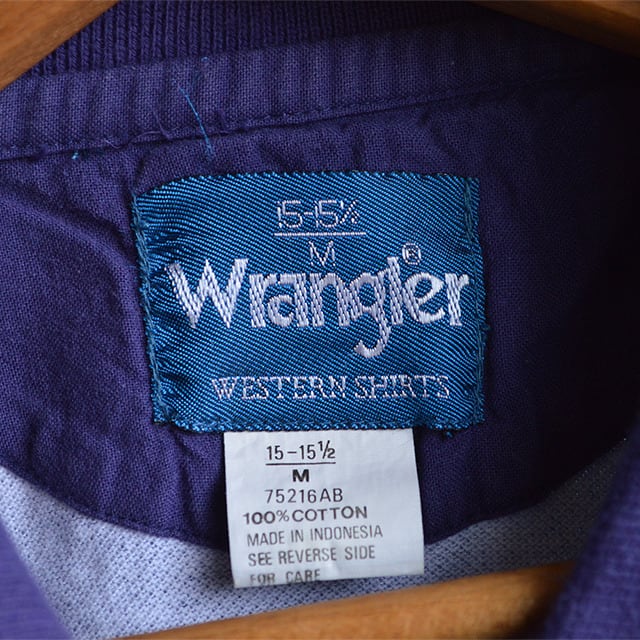 15-15½
M
Wrangler®
WESTERN SHIRTS
15-15½
M
75216AB
100% COTTON
MADE IN INDONESIA
SEE REVERSE SIDE
FOR CARE